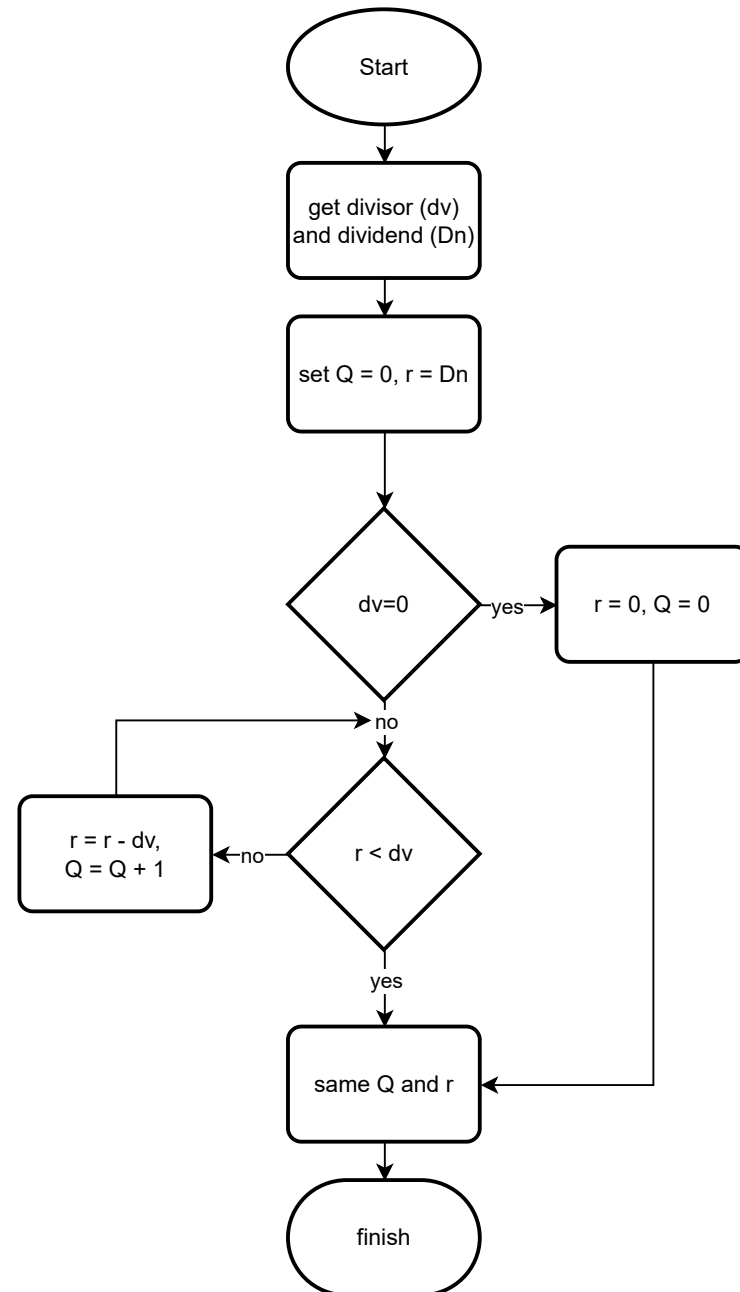 Start
get divisor (dv)
and dividend (Dn)
set Q = 0, r = Dn
dv=0
yes
r = 0, Q = 0
no
r = r - dv,
Q = Q + 1
no
r < dv
yes
same Q and r
finish